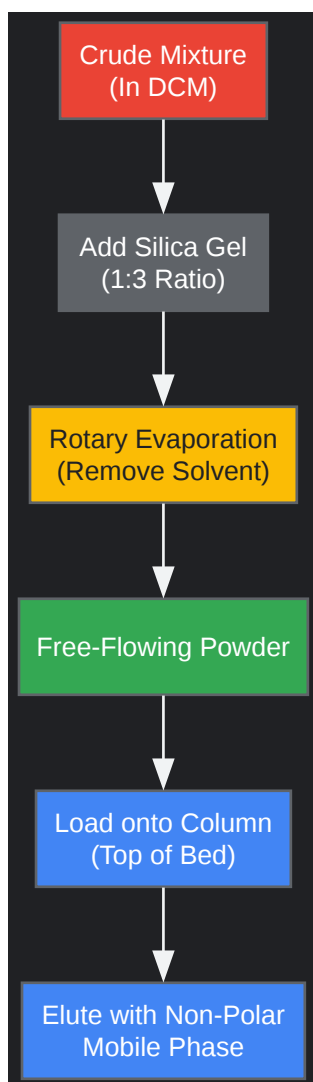 Crude Mixture
(In DCM)
Add Silica Gel
(1:3 Ratio)
Rotary Evaporation
(Remove Solvent)
Free-Flowing Powder
Load onto Column
(Top of Bed)
Elute with Non-Polar
Mobile Phase